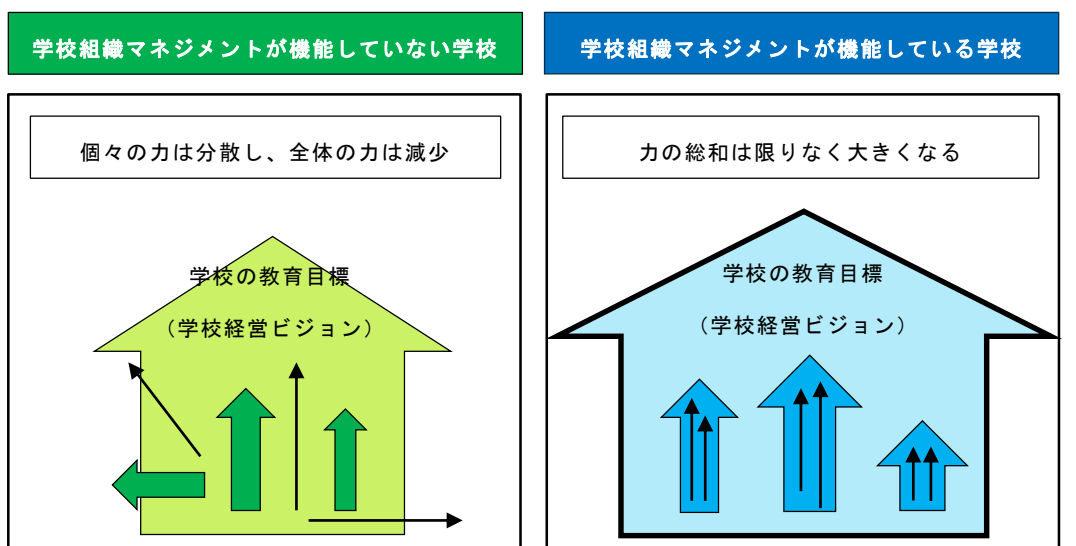 学校組織マネジメントが機能していない学校
個々の力は分散し、全体の力は減少
学校の教育目標
（学校経営ビジョン）
学校組織マネジメントが機能している学校
力の総和は限りなく大きくなる
学校の教育目標
（学校経営ビジョン）